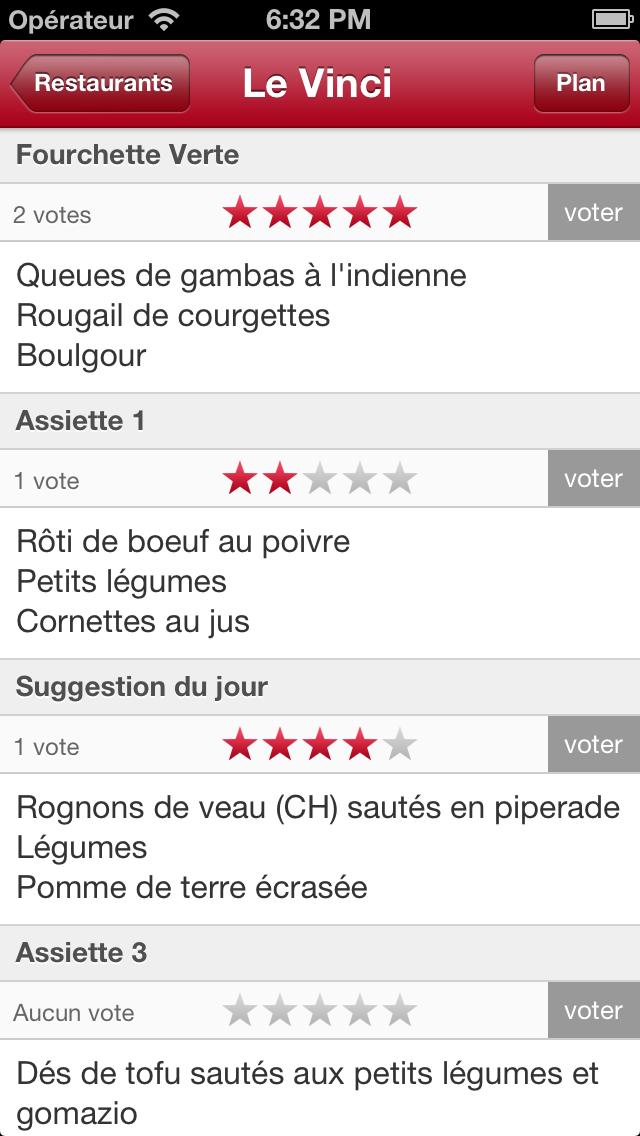 Opérateur 6:32 PM
Restaurants Le Vinci Plan
Fourchette Verte
2 votes voter
Queues de gambas à l'indienne
Rougail de courgettes
Boulgour
Assiette 1
1 vote voter
Rôti de boeuf au poivre
Petits légumes
Cornettes au jus
Suggestion du jour
1 vote voter
Rognons de veau (CH) sautés en piperade
Légumes
Pomme de terre écrasée
Assiette 3
Aucun vote voter
Dés de tofu sautés aux petits légumes et
gomazio